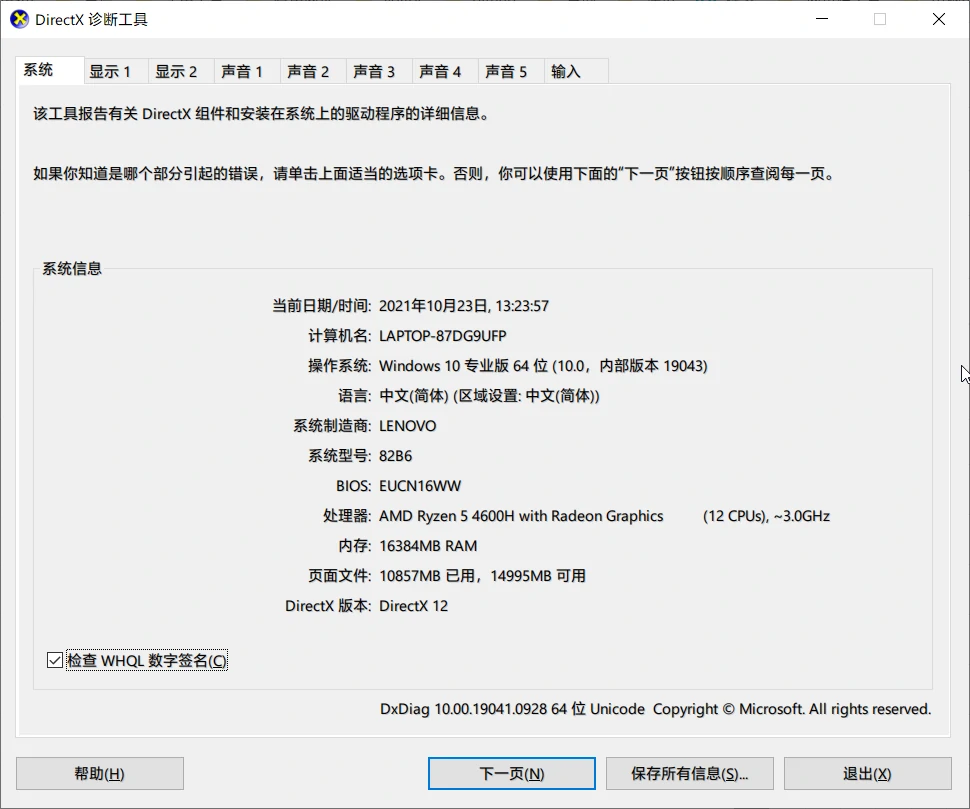 DirectX 诊断工具
系统 显示 1 显示 2 声音 1 声音 2 声音 3 声音 4 声音 5 输入
该工具报告有关 DirectX 组件和安装在系统上的驱动程序的详细信息。
如果你知道是哪个部分引起的错误，请单击上面适当的选项卡。否则，你可以使用下面的“下一页”按钮按顺序查阅每一页。
系统信息
当前日期/时间: 2021年10月23日, 13:23:57
计算机名: LAPTOP-87DG9UFP
操作系统: Windows 10 专业版 64 位 (10.0，内部版本 19043)
语言: 中文(简体) (区域设置: 中文(简体))
系统制造商: LENOVO
系统型号: 82B6
BIOS: EUCN16WW
处理器: AMD Ryzen 5 4600H with Radeon Graphics (12 CPUs), ~3.0GHz
内存: 16384MB RAM
页面文件: 10857MB 已用，14995MB 可用
DirectX 版本: DirectX 12
检查 WHQL 数字签名(C)
DxDiag 10.00.19041.0928 64 位 Unicode Copyright © Microsoft. All rights reserved.
帮助(H) 下一页(N) 保存所有信息(S)... 退出(X)